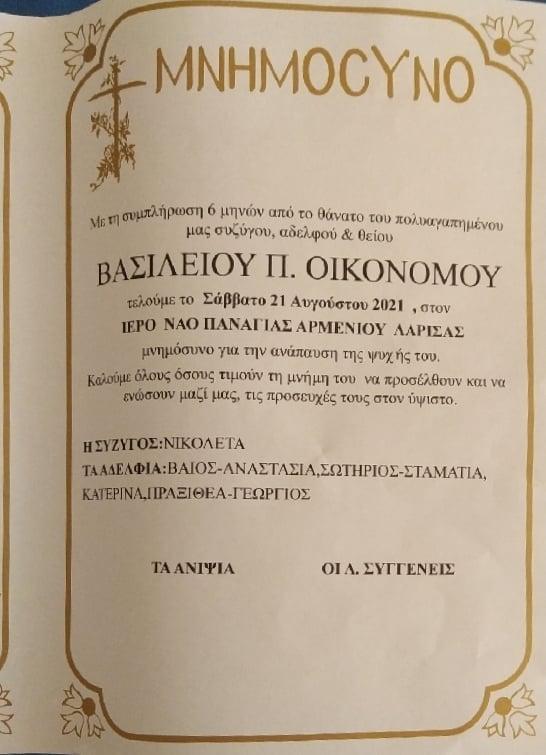 ΜΝΗΜΟCΥΝΟ
Με τη συμπλήρωση 6 μηνών από το θάνατο του πολυαγαπημένου
μας συζύγου, αδελφού & θείου
ΒΑΣΙΛΕΙΟΥ Π. ΟΙΚΟΝΟΜΟΥ
τελούμε το Σάββατο 21 Αυγούστου 2021 , στον
ΙΕΡΟ ΝΑΟ ΠΑΝΑΓΙΑΣ ΑΡΜΕΝΙΟΥ ΛΑΡΙΣΑΣ
μνημόσυνο για την ανάπαυση της ψυχής του.
Καλούμε όλους όσους τιμούν τη μνήμη του να προσέλθουν και να
ενώσουν μαζί μας, τις προσευχές τους στον ύψιστο.
Η ΣΥΖΥΓΟΣ:ΝΙΚΟΛΕΤΑ
ΤΑ ΑΔΕΛΦΙΑ:ΒΑΙΟΣ-ΑΝΑΣΤΑΣΙΑ,ΣΩΤΗΡΙΟΣ-ΣΤΑΜΑΤΙΑ,
ΚΑΤΕΡΙΝΑ,ΠΡΑΞΙΘΕΑ-ΓΕΩΡΓΙΟΣ
ΤΑ ΑΝΙΨΙΑ ΟΙ Λ. ΣΥΓΓΕΝΕΙΣ